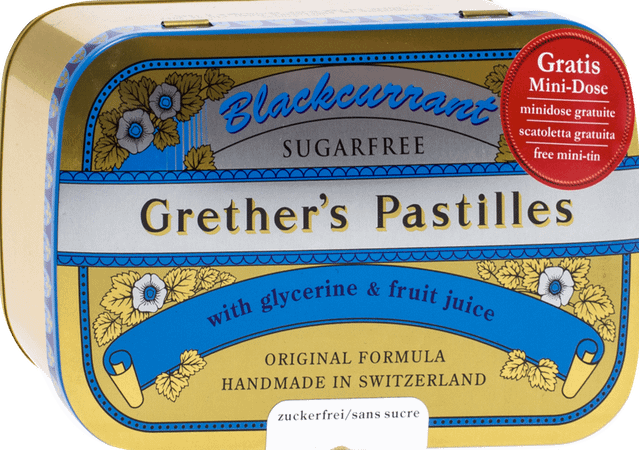 Blackcurrant
SUGARFREE
Gratis
Mini-Dose
minidose gratuite
scatoletta gratuita
free mini-tin
Grether's Pastilles
with glycerine & fruit juice
ORIGINAL FORMULA
HANDMADE IN SWITZERLAND
zuckerfrei/sans sucre